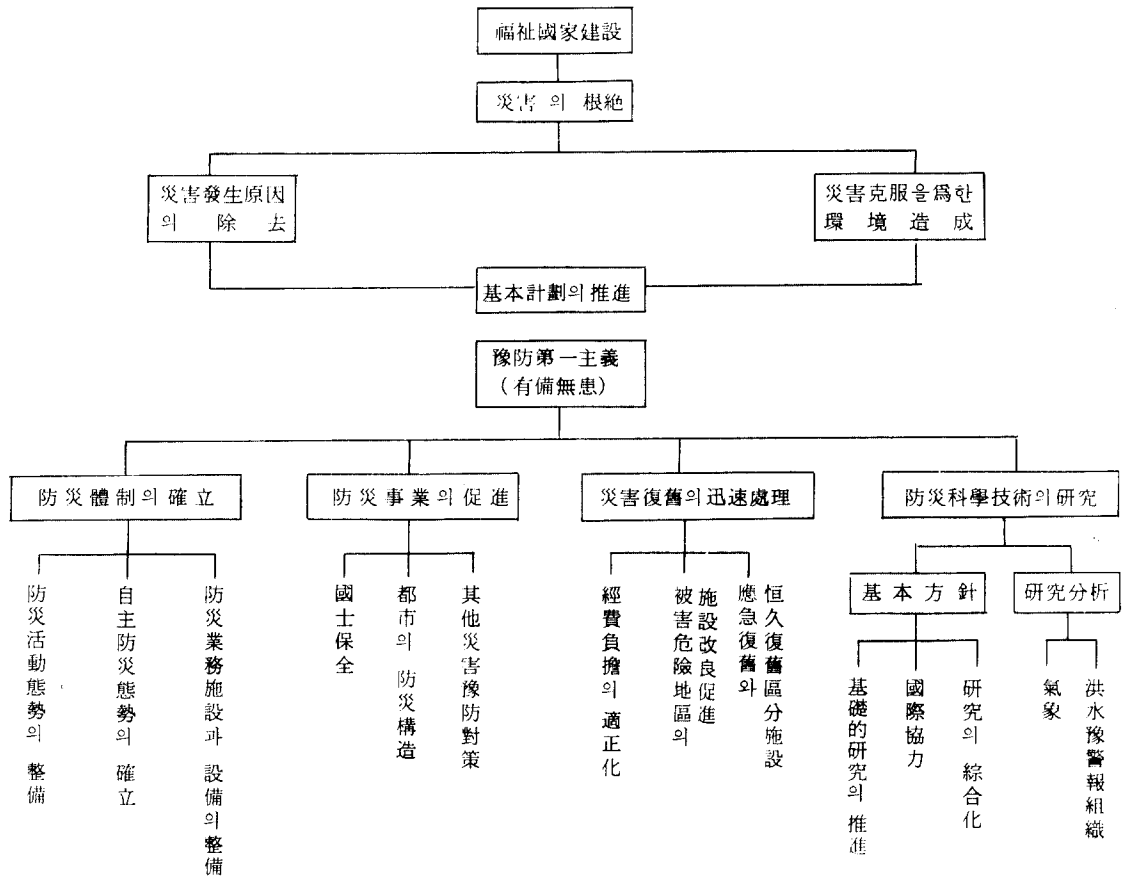 福祉國家建設
災害의 根絶
災害發生原因
의 除去
災害克服을爲한
環境造成
基本計劃의推進
豫防第一主義
(有備無患)
防災體制의確立
防災事業의促進
災害復舊의迅速處理
防災科學技術의硏究
基本方針
硏究分析
防災活動態勢의 整備
自主防災態勢의 確立
防災業務施設과 設備의整備
國士保全
都市의 防災構造
其他災害豫防對策
經費負擔의 適正化
被害危險地區의
施設改良促進
應急復舊와
恒久復舊區分施設
基礎的硏究의 推進
國際協力
硏究의 綜合化
氣象
洪水豫警報組織